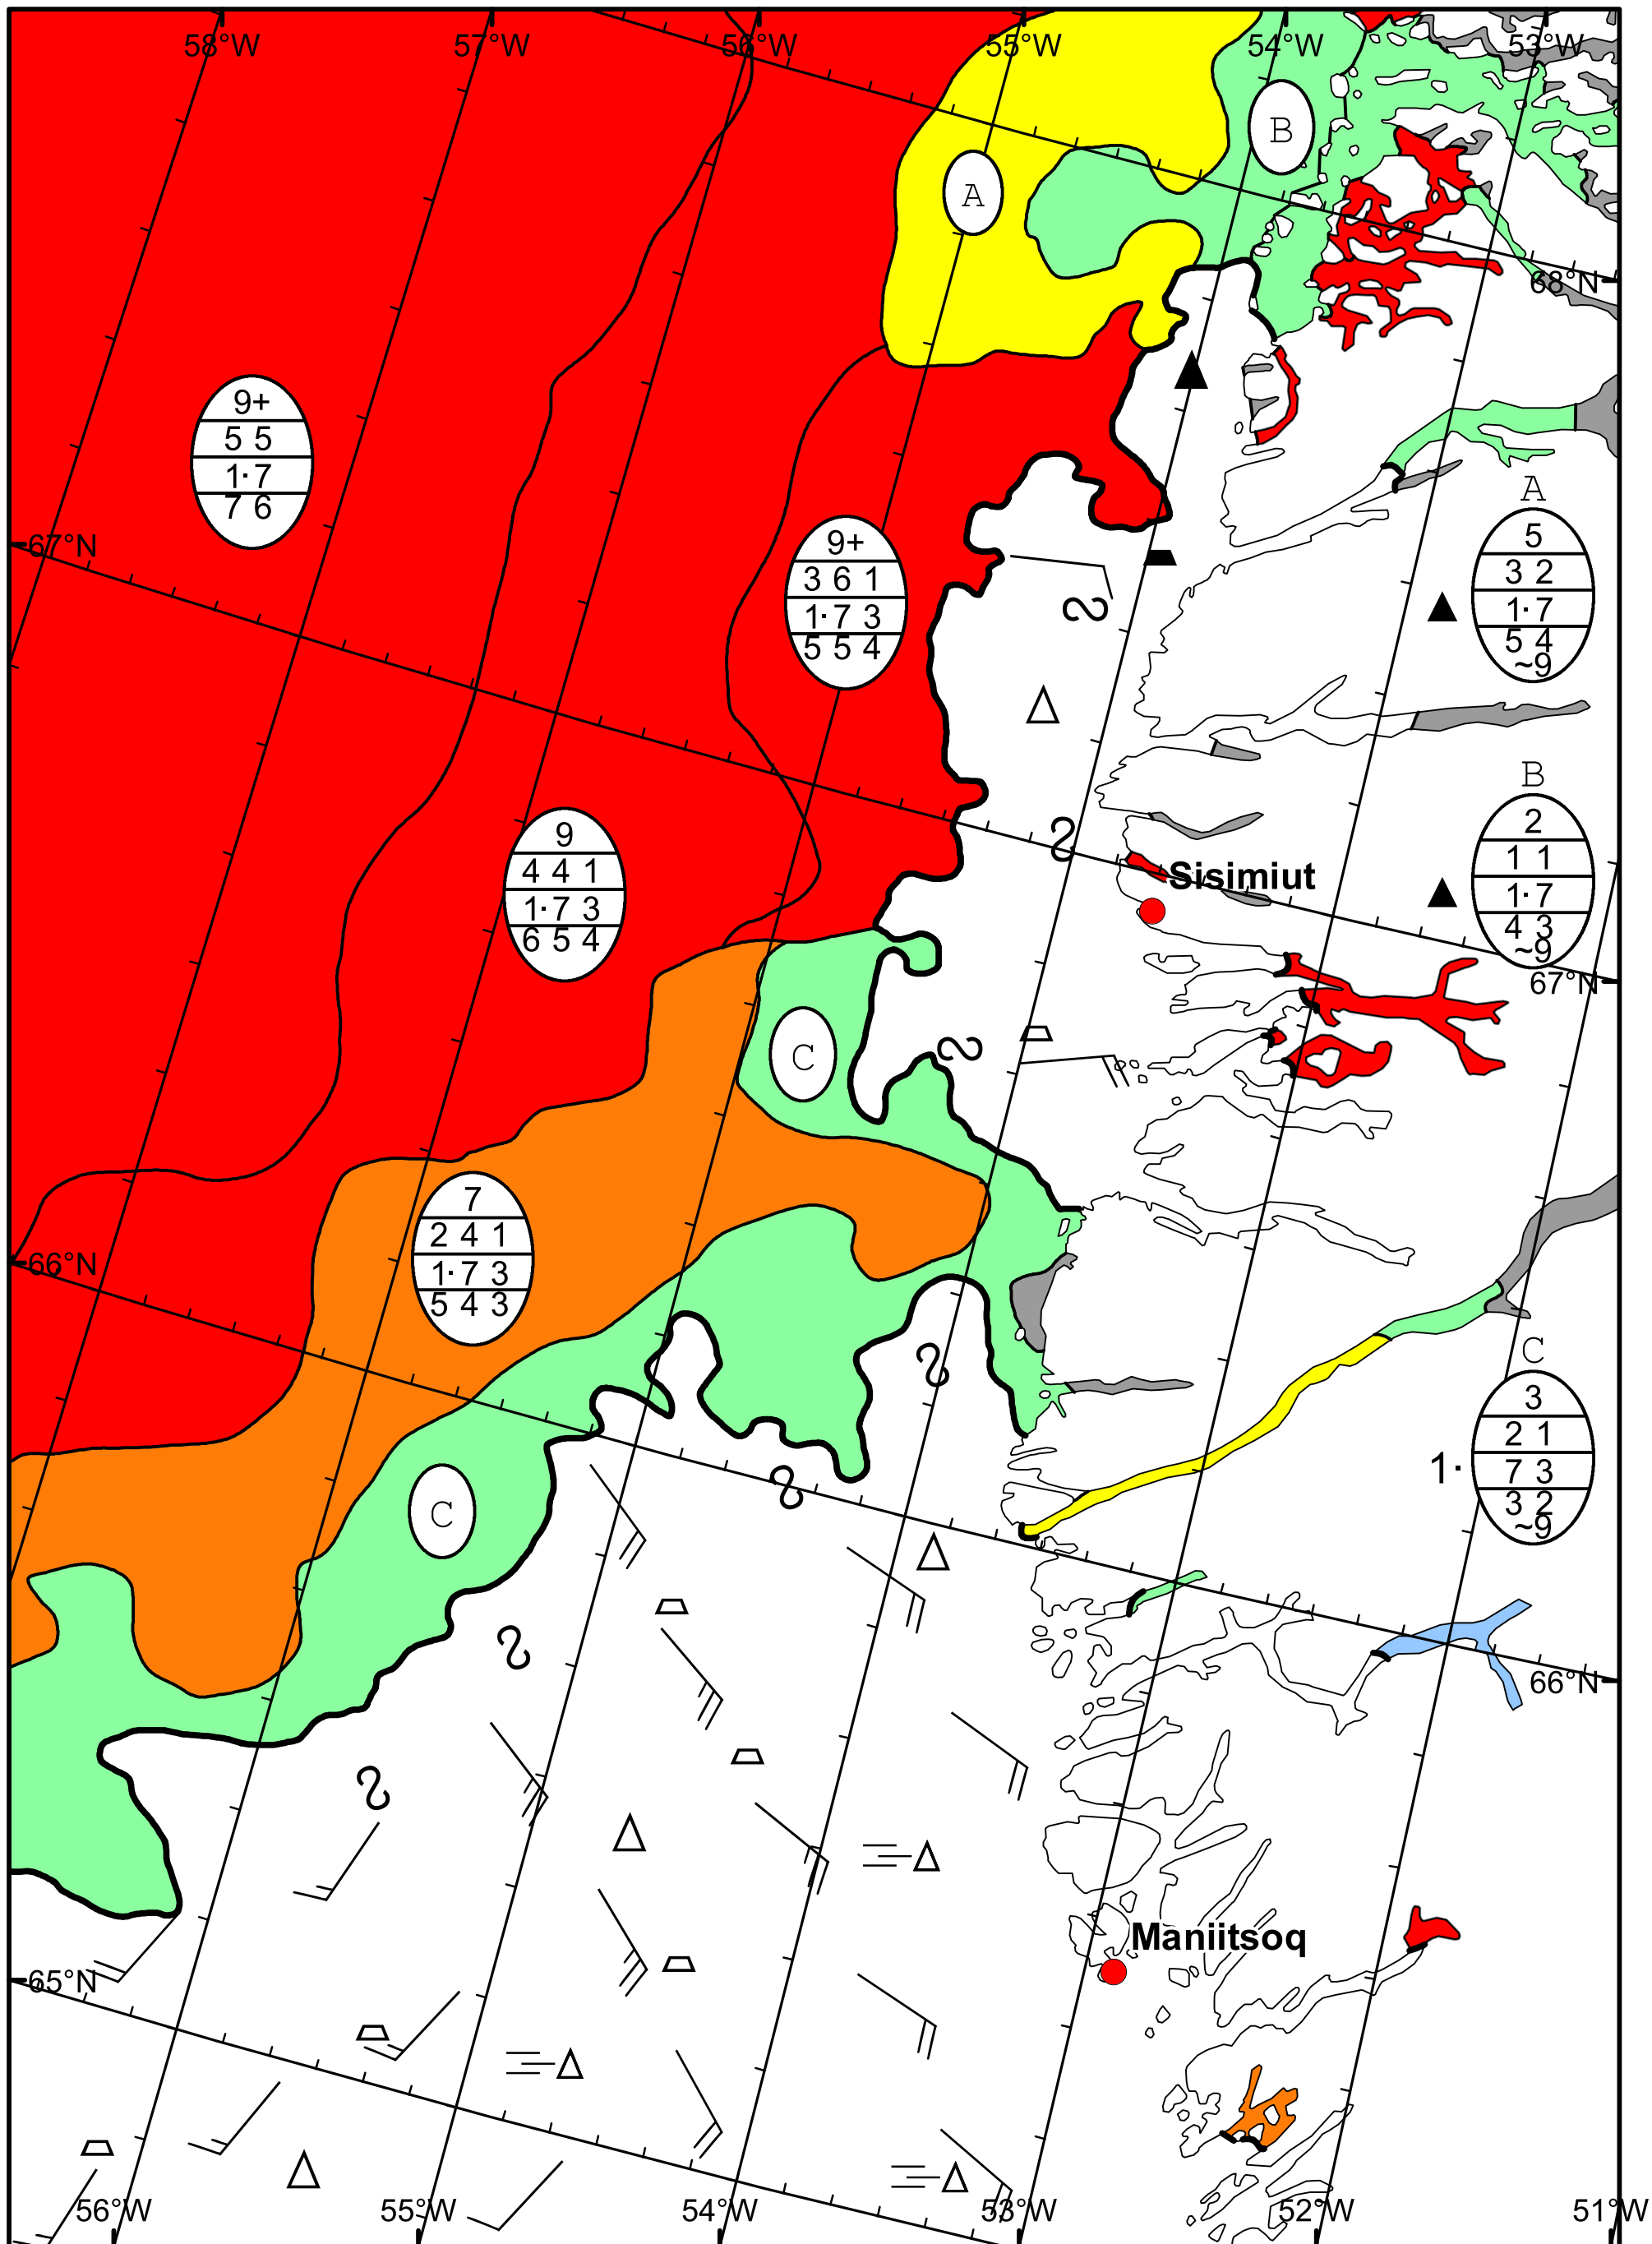 58°W 57°W 56°W 55°W 54°W 53°W
B
A
68°N
9+
5 5
1· 7
7 6
A
5
3 2
1· 7
5 4
~9
67°N
9+
3 6 1
1· 7 3
5 5 4
B
2
1 1
1· 7
4 3
~9
9
4 4 1
1· 7 3
6 5 4
Sisimiut
67°N
C
66°N
7
2 4 1
1· 7 3
5 4 3
C
3
2 1
1· 7 3
3 2
~9
C
66°N
Maniitsoq
65°N
56°W 55°W 54°W 53°W 52°W 51°W